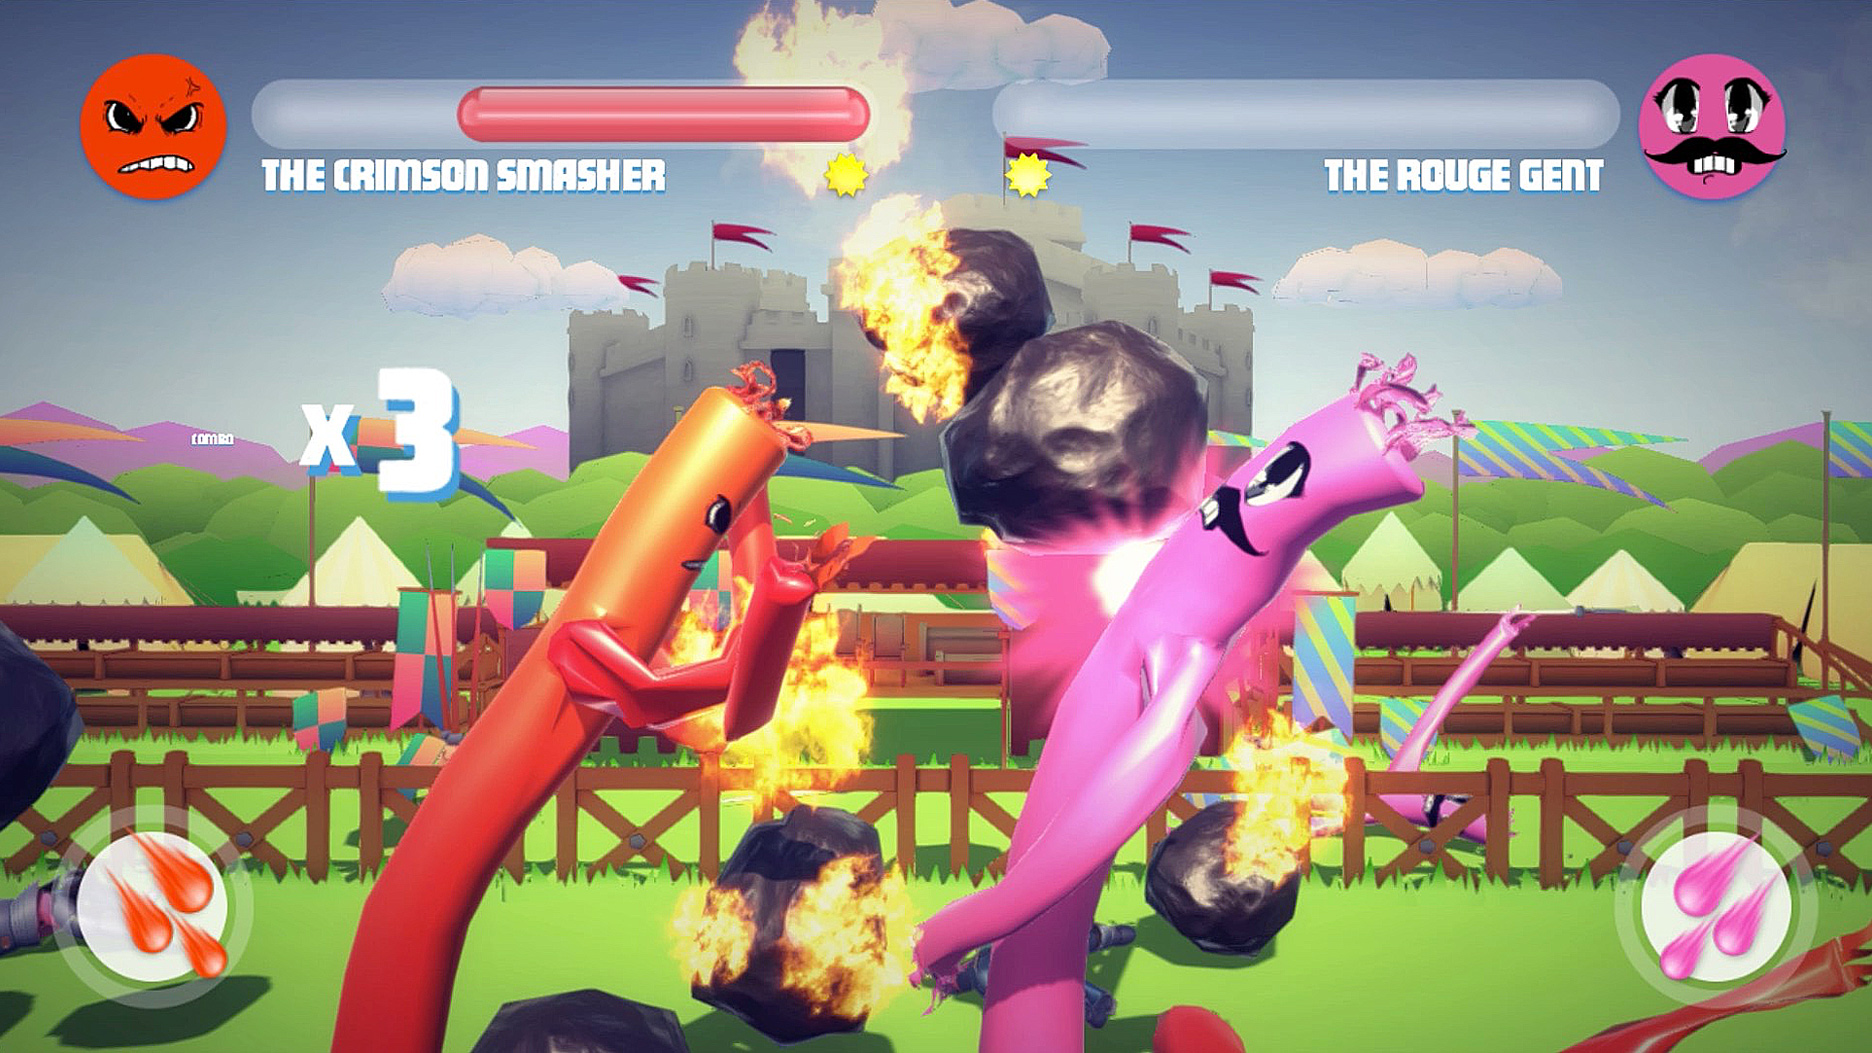 THE CRIMSON SMASHER
THE ROUGE GENT
COMBO
x3